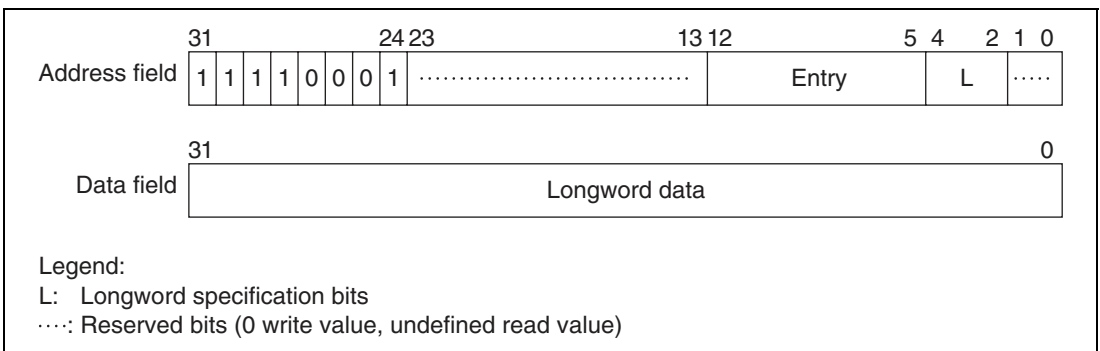 31 24 23 13 12 5 4 2 1 0
Address field 1 1 1 1 0 0 0 1 ································· Entry L ·····
31 0
Data field Longword data
Legend:
L: Longword specification bits
····: Reserved bits (0 write value, undefined read value)